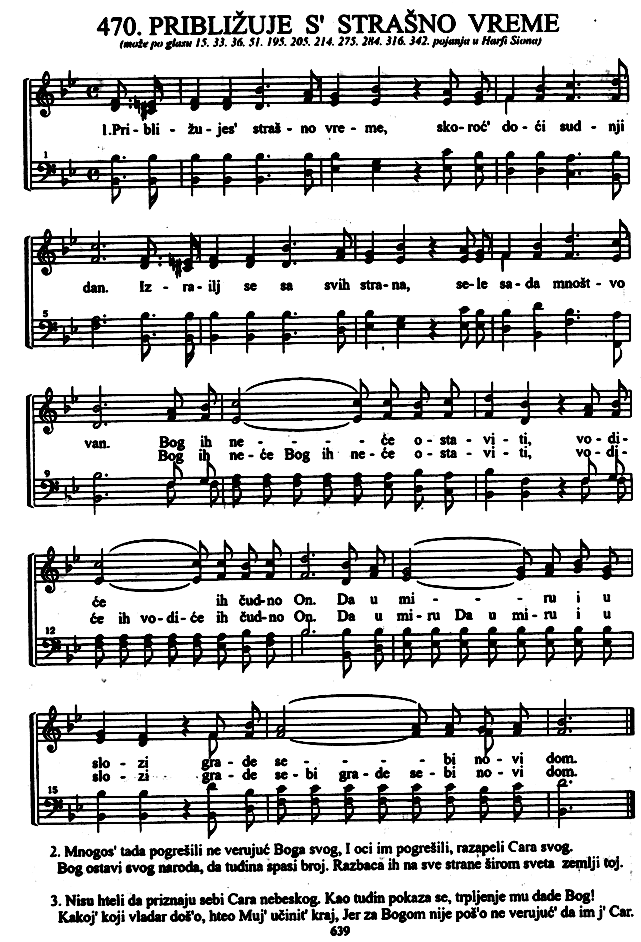 470. PRIBLIŽUJE S' STRAŠNO VREME
(može po glasu 15. 33. 36. 51. 195. 205. 214. 275. 284. 316. 342. pojanja u Harfi Siona)
1.Pri - bli - žu-jes' straš - no vre - me, sko-roć' do-ći sud - nji
1
dan. Iz - ra-ilj se sa svih stra-na, se-le sa-da mnošt-vo
5
van. Bog ih ne - - - će o-sta-vi-ti, vo-di-
Bog ih ne-će Bog ih ne-će o-sta-vi-ti, vo-di-
9
će ih čud-no On. Da u mi - - - ru i u
će ih vo-di-će ih čud-no On. Da u mi-ru Da u mi-ru i u
12
slo - zi gra-de se - - - bi no-vi dom.
slo - zi gra-de se-bi gra-de se-bi novi dom.
15
2. Mnogos' tada pogrešili ne verujuć Boga svog, I oci im pogrešili, razapeli Cara svog.
Bog ostavi svog naroda, da tuđina spasi broj. Razbaca ih na sve strane širom sveta zemlji toj.
3. Nisu hteli da priznaju sebi Cara nebeskog. Kao tuđin pokaza se, trpljenje mu dade Bog!
Kakoj' koji vladar doš'o, hteo Muj' učinit' kraj, Jer za Bogom nije poš'o ne verujuć' da im j' Car.
639